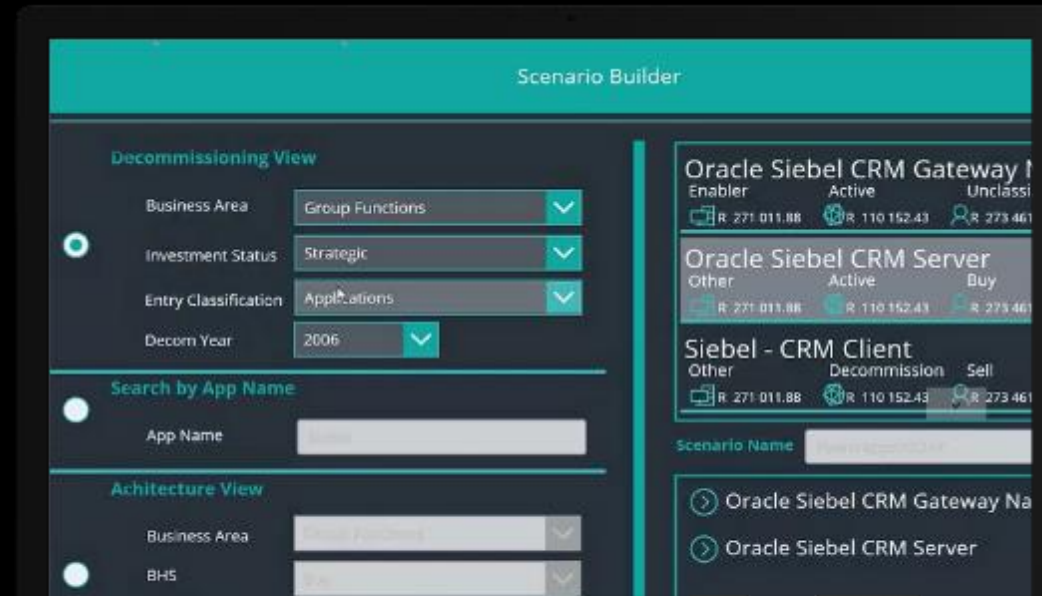 Scenario Builder
Decommissioning View
Business Area
Group Functions
Investment Status
Strategic
Entry Classification
Applications
Decom Year
2006
Search by App Name
App Name
Achitecture View
Business Area
Group Functions
BHS
Oracle Siebel CRM Gateway
Enabler Active Unclassi
R 271 011.88 R 110 152.43 R 273 461
Oracle Siebel CRM Server
Other Active Buy
R 271 011.88 R 110 152.43 R 273 461
Siebel - CRM Client
Other Decommission Sell
R 271 011.88 R 110 152.43 R 273 461
Scenario Name
Oracle Siebel CRM Gateway Na
Oracle Siebel CRM Server